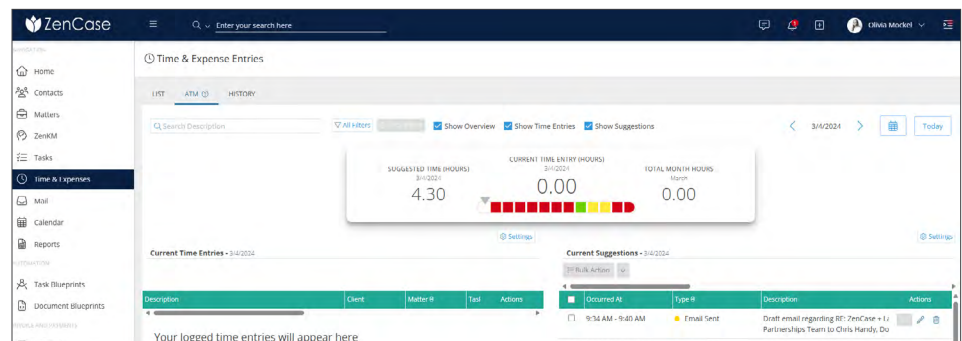 ZenCase
Enter your search here
Olivia Mockel
Time & Expense Entries
Home
Contacts
Matters
ZenKM
Tasks
Time & Expenses
Mail
Calendar
Reports
Task Blueprints
Document Blueprints
LIST ATM HISTORY
Search Description
All Filters
Show Overview Show Time Entries Show Suggestions
3/4/2024
Today
SUGGESTED TIME (HOURS)
3/4/2024
4.30
CURRENT TIME ENTRY (HOURS)
3/4/2024
0.00
TOTAL MONTH HOURS
March
0.00
Settings
Settings
Current Time Entries - 3/4/2024
Description Client Matter Task Actions
Your logged time entries will appear here
Current Suggestions - 3/4/2024
Bulk Action
Occurred At Type Description Actions
9:34 AM - 9:40 AM Email Sent Draft email regarding RE: ZenCase + L
Partnerships Team to Chris Handy, Do